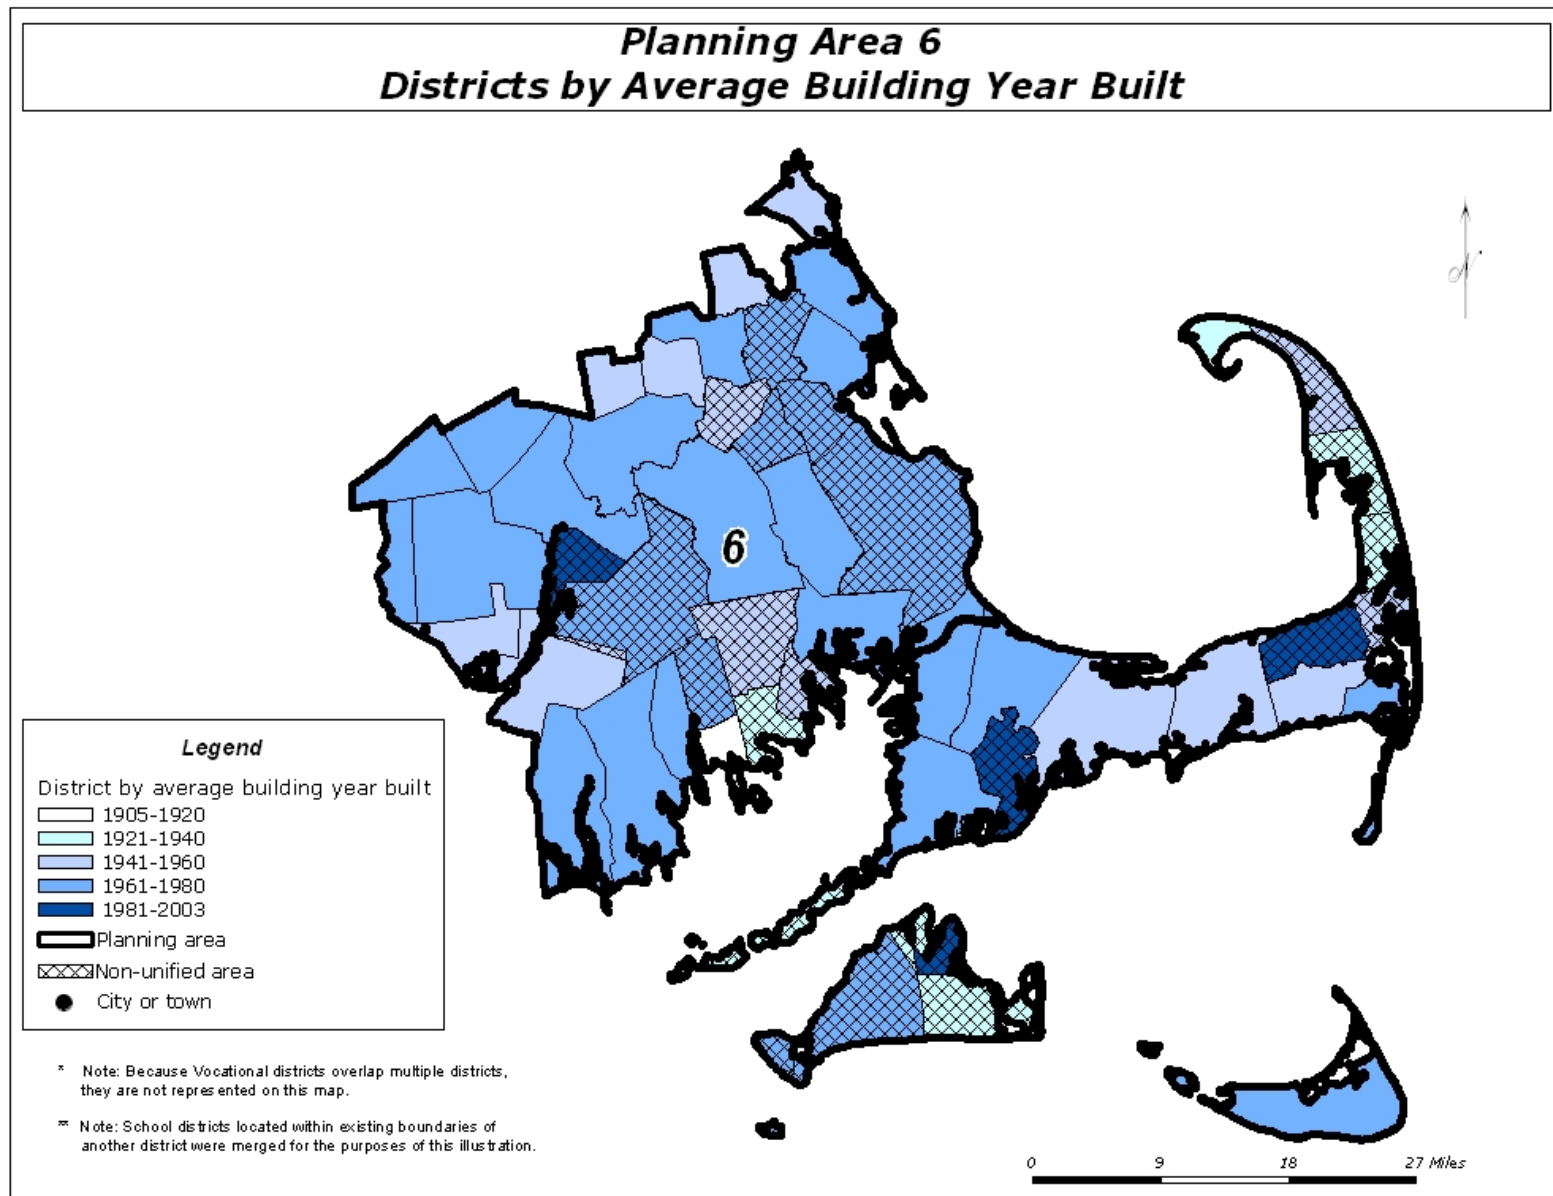 Planning Area 6
Districts by Average Building Year Built
6
Legend
District by average building year built
1905-1920
1921-1940
1941-1960
1961-1980
1981-2003
Planning area
Non-unified area
City or town
* Note: Because Vocational districts overlap multiple districts,
they are not represented on this map.
** Note: School districts located within existing boundaries of
another district were merged for the purposes of this illustration.
0 9 18 27 Miles